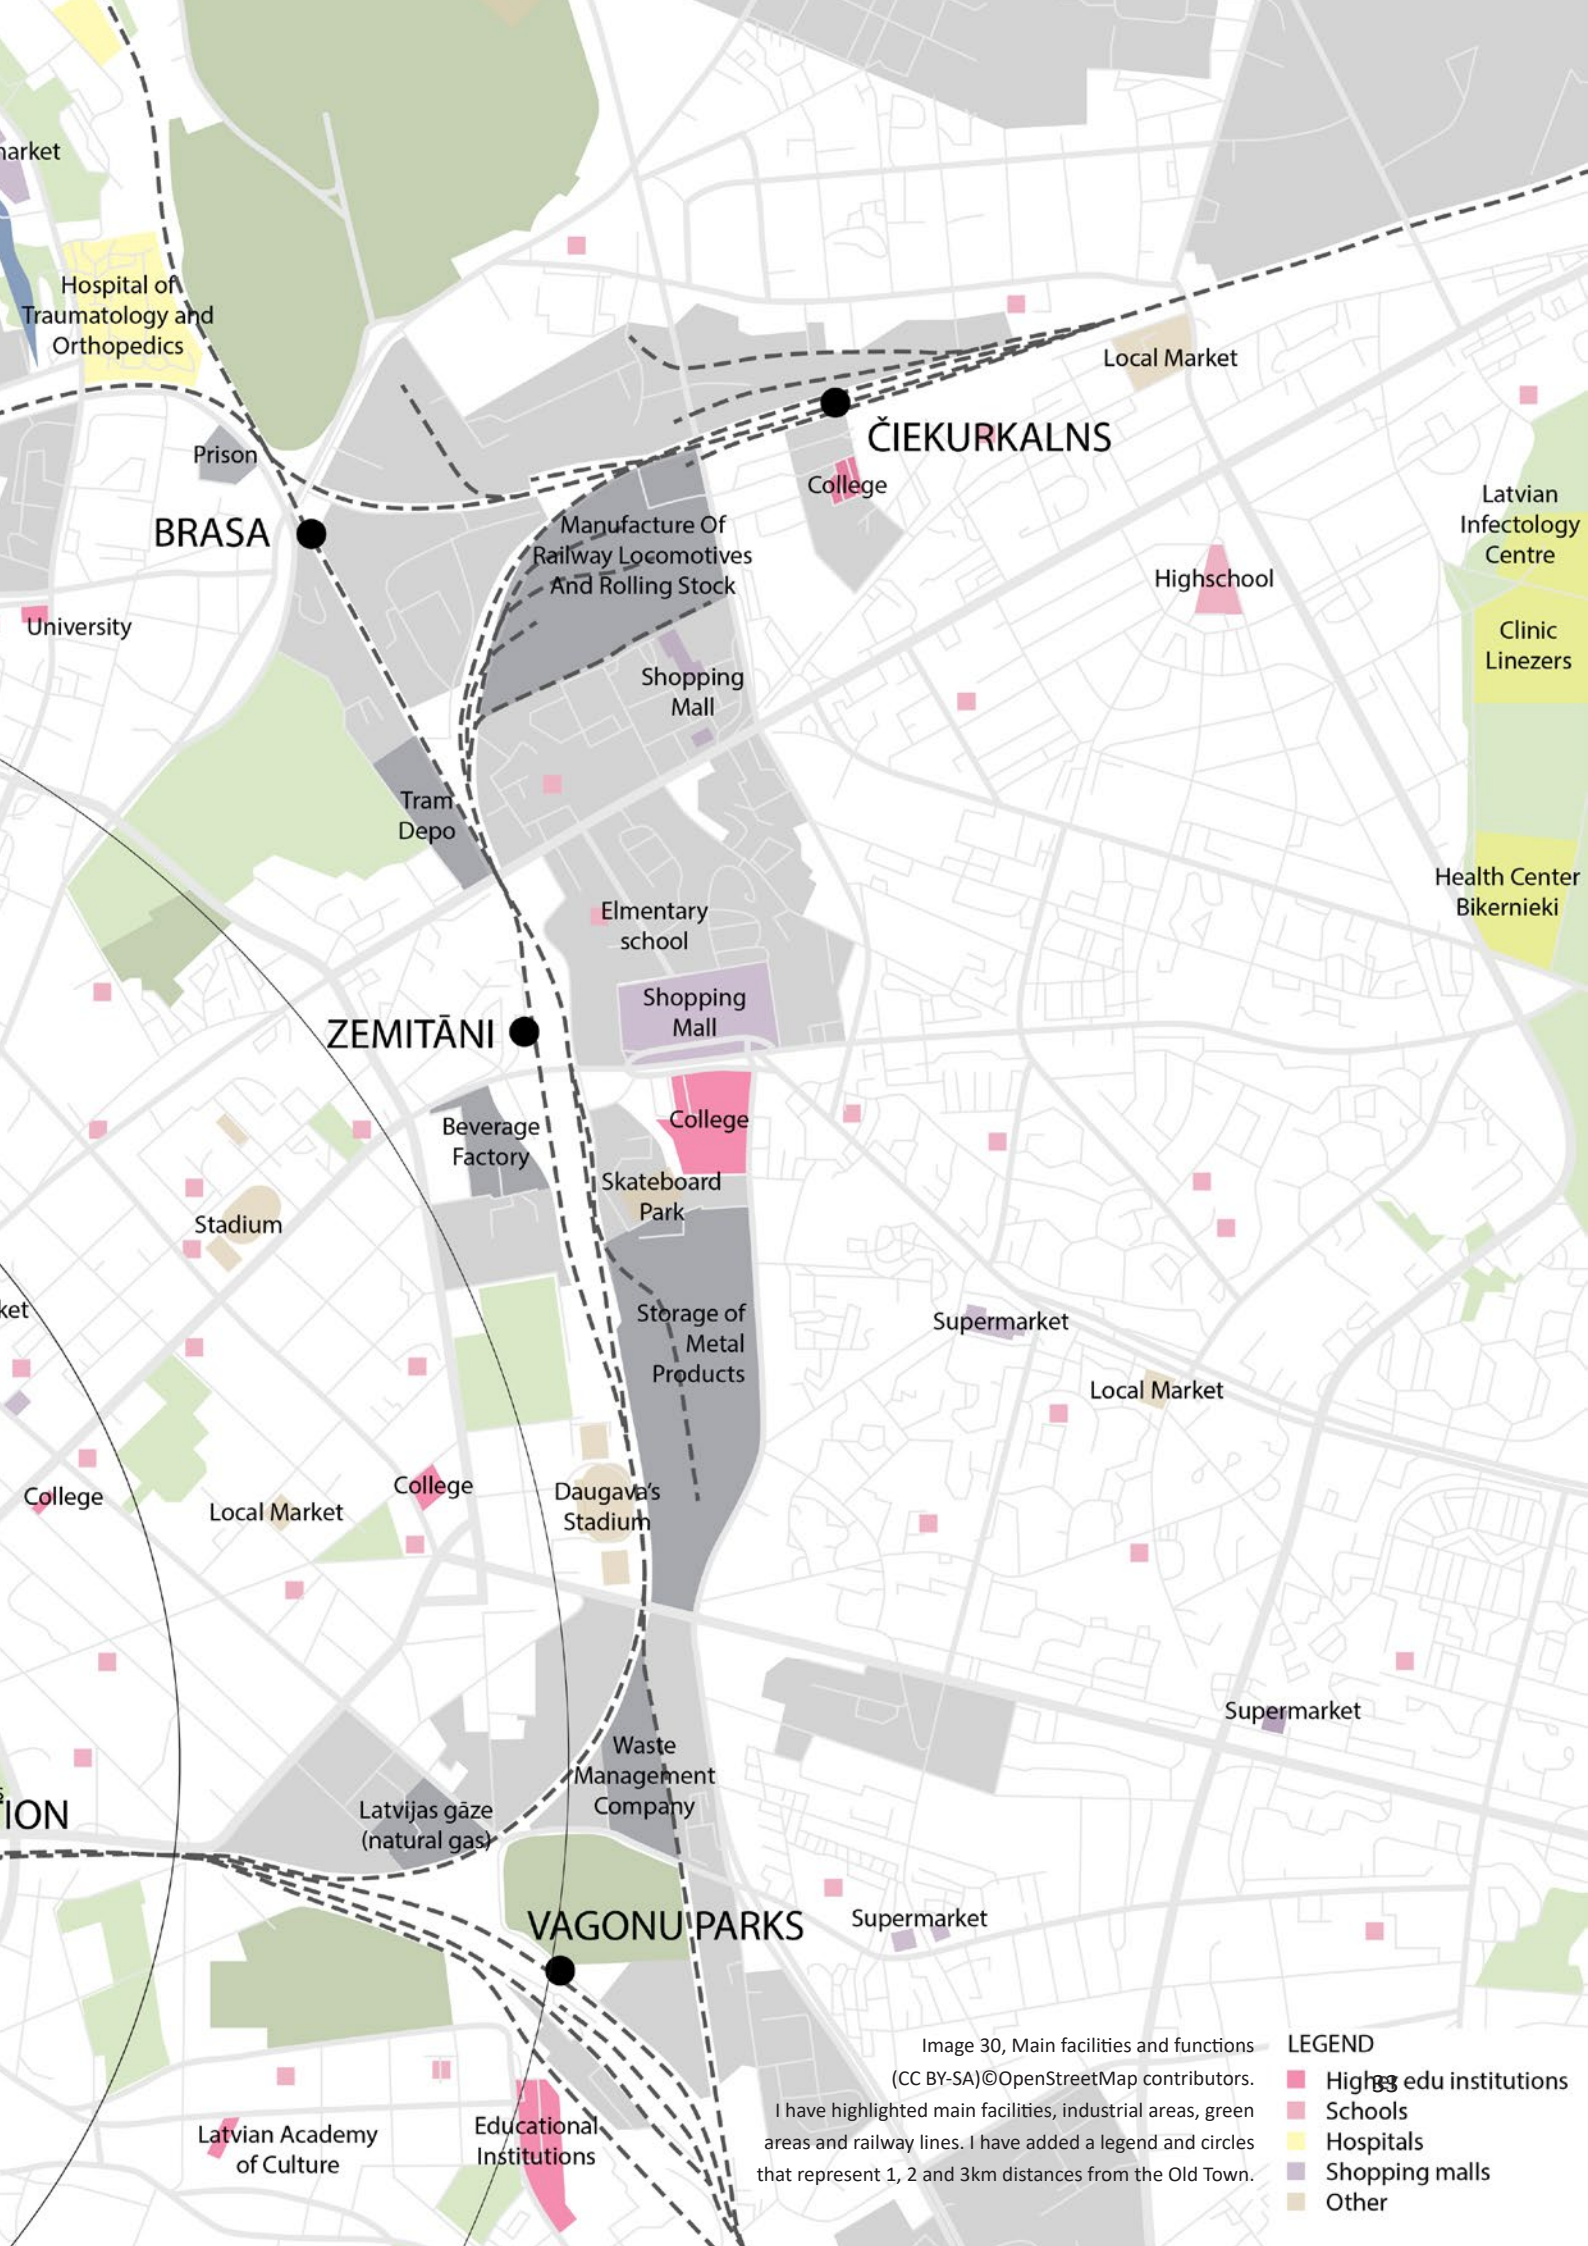 arket
Hospital of
Traumatology and
Orthopedics
Local Market
ČIEKURKALNS
Prison
College
BRASA
Latvian
Infectology
Centre
Manufacture Of
Railway Locomotives
And Rolling Stock
Highschool
University
Clinic
Linezers
Shopping
Mall
Tram
Depo
Health Center
Bikernieki
Elmentary
school
Shopping
Mall
ZEMITĀNI
College
Beverage
Factory
Skateboard
Park
Stadium
ket
Storage of
Metal
Products
Supermarket
Local Market
College
College
Local Market
Daugava's
Stadium
Supermarket
Waste
Management
Company
s
TION
Latvijas gāze
(natural gas)
VAGONU PARKS
Supermarket
Latvian Academy
of Culture
Educational
Institutions
Image 30, Main facilities and functions
(CC BY-SA)©OpenStreetMap contributors.
I have highlighted main facilities, industrial areas, green
areas and railway lines. I have added a legend and circles
that represent 1, 2 and 3km distances from the Old Town.
LEGEND
Higher edu institutions
33
Schools
Hospitals
Shopping malls
Other